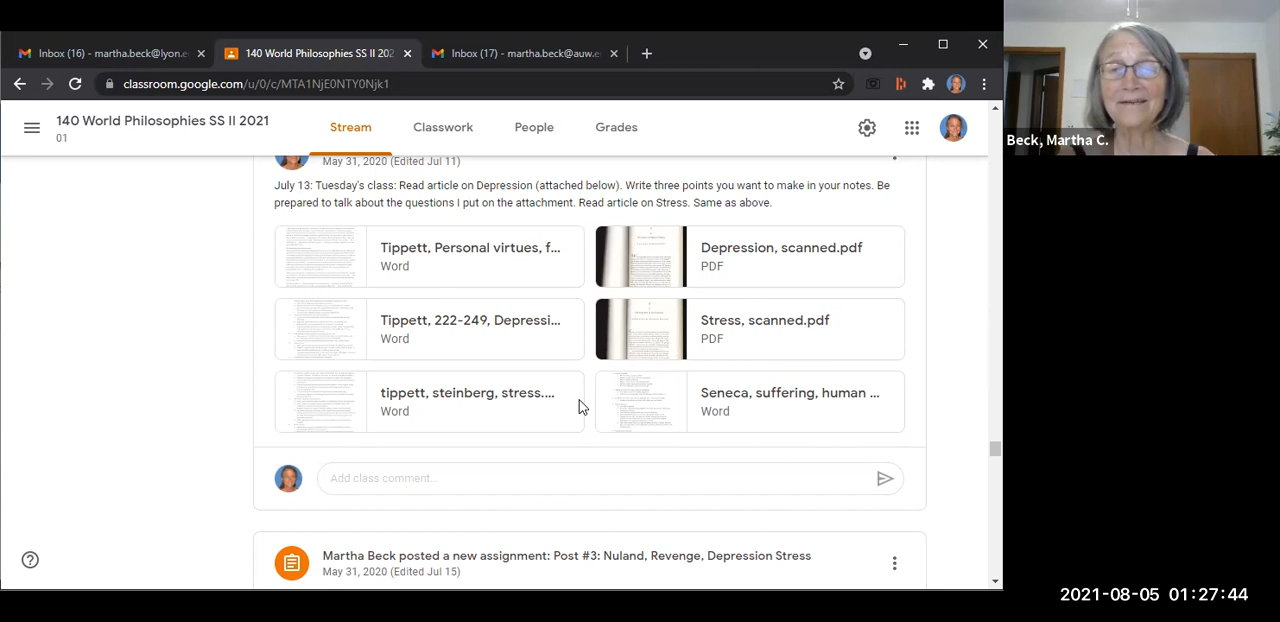 Inbox (16) - martha.beck@lyon.e
140 World Philosophies SS II 202
Inbox (17) - martha.beck@auw.e
classroom.google.com/u/0/c/MTA1NjE0NTY0Njk1
140 World Philosophies SS II 2021
01
Stream
Classwork
People
Grades
Beck, Martha C.
May 31, 2020 (Edited Jul 11)
July 13: Tuesday's class: Read article on Depression (attached below). Write three points you want to make in your notes. Be
prepared to talk about the questions I put on the attachment. Read article on Stress. Same as above.
Tippett, Perennial virtues, f...
Word
Depression, scanned.pdf
PDF
Tippett, 222-250, Depressi...
Word
Stress, scanned.pdf
PDF
tippett, steinberg, stress....
Word
Seneca, suffering, human ...
Word
Add class comment...
Martha Beck posted a new assignment: Post #3: Nuland, Revenge, Depression Stress
May 31, 2020 (Edited Jul 15)
2021-08-05 01:27:44